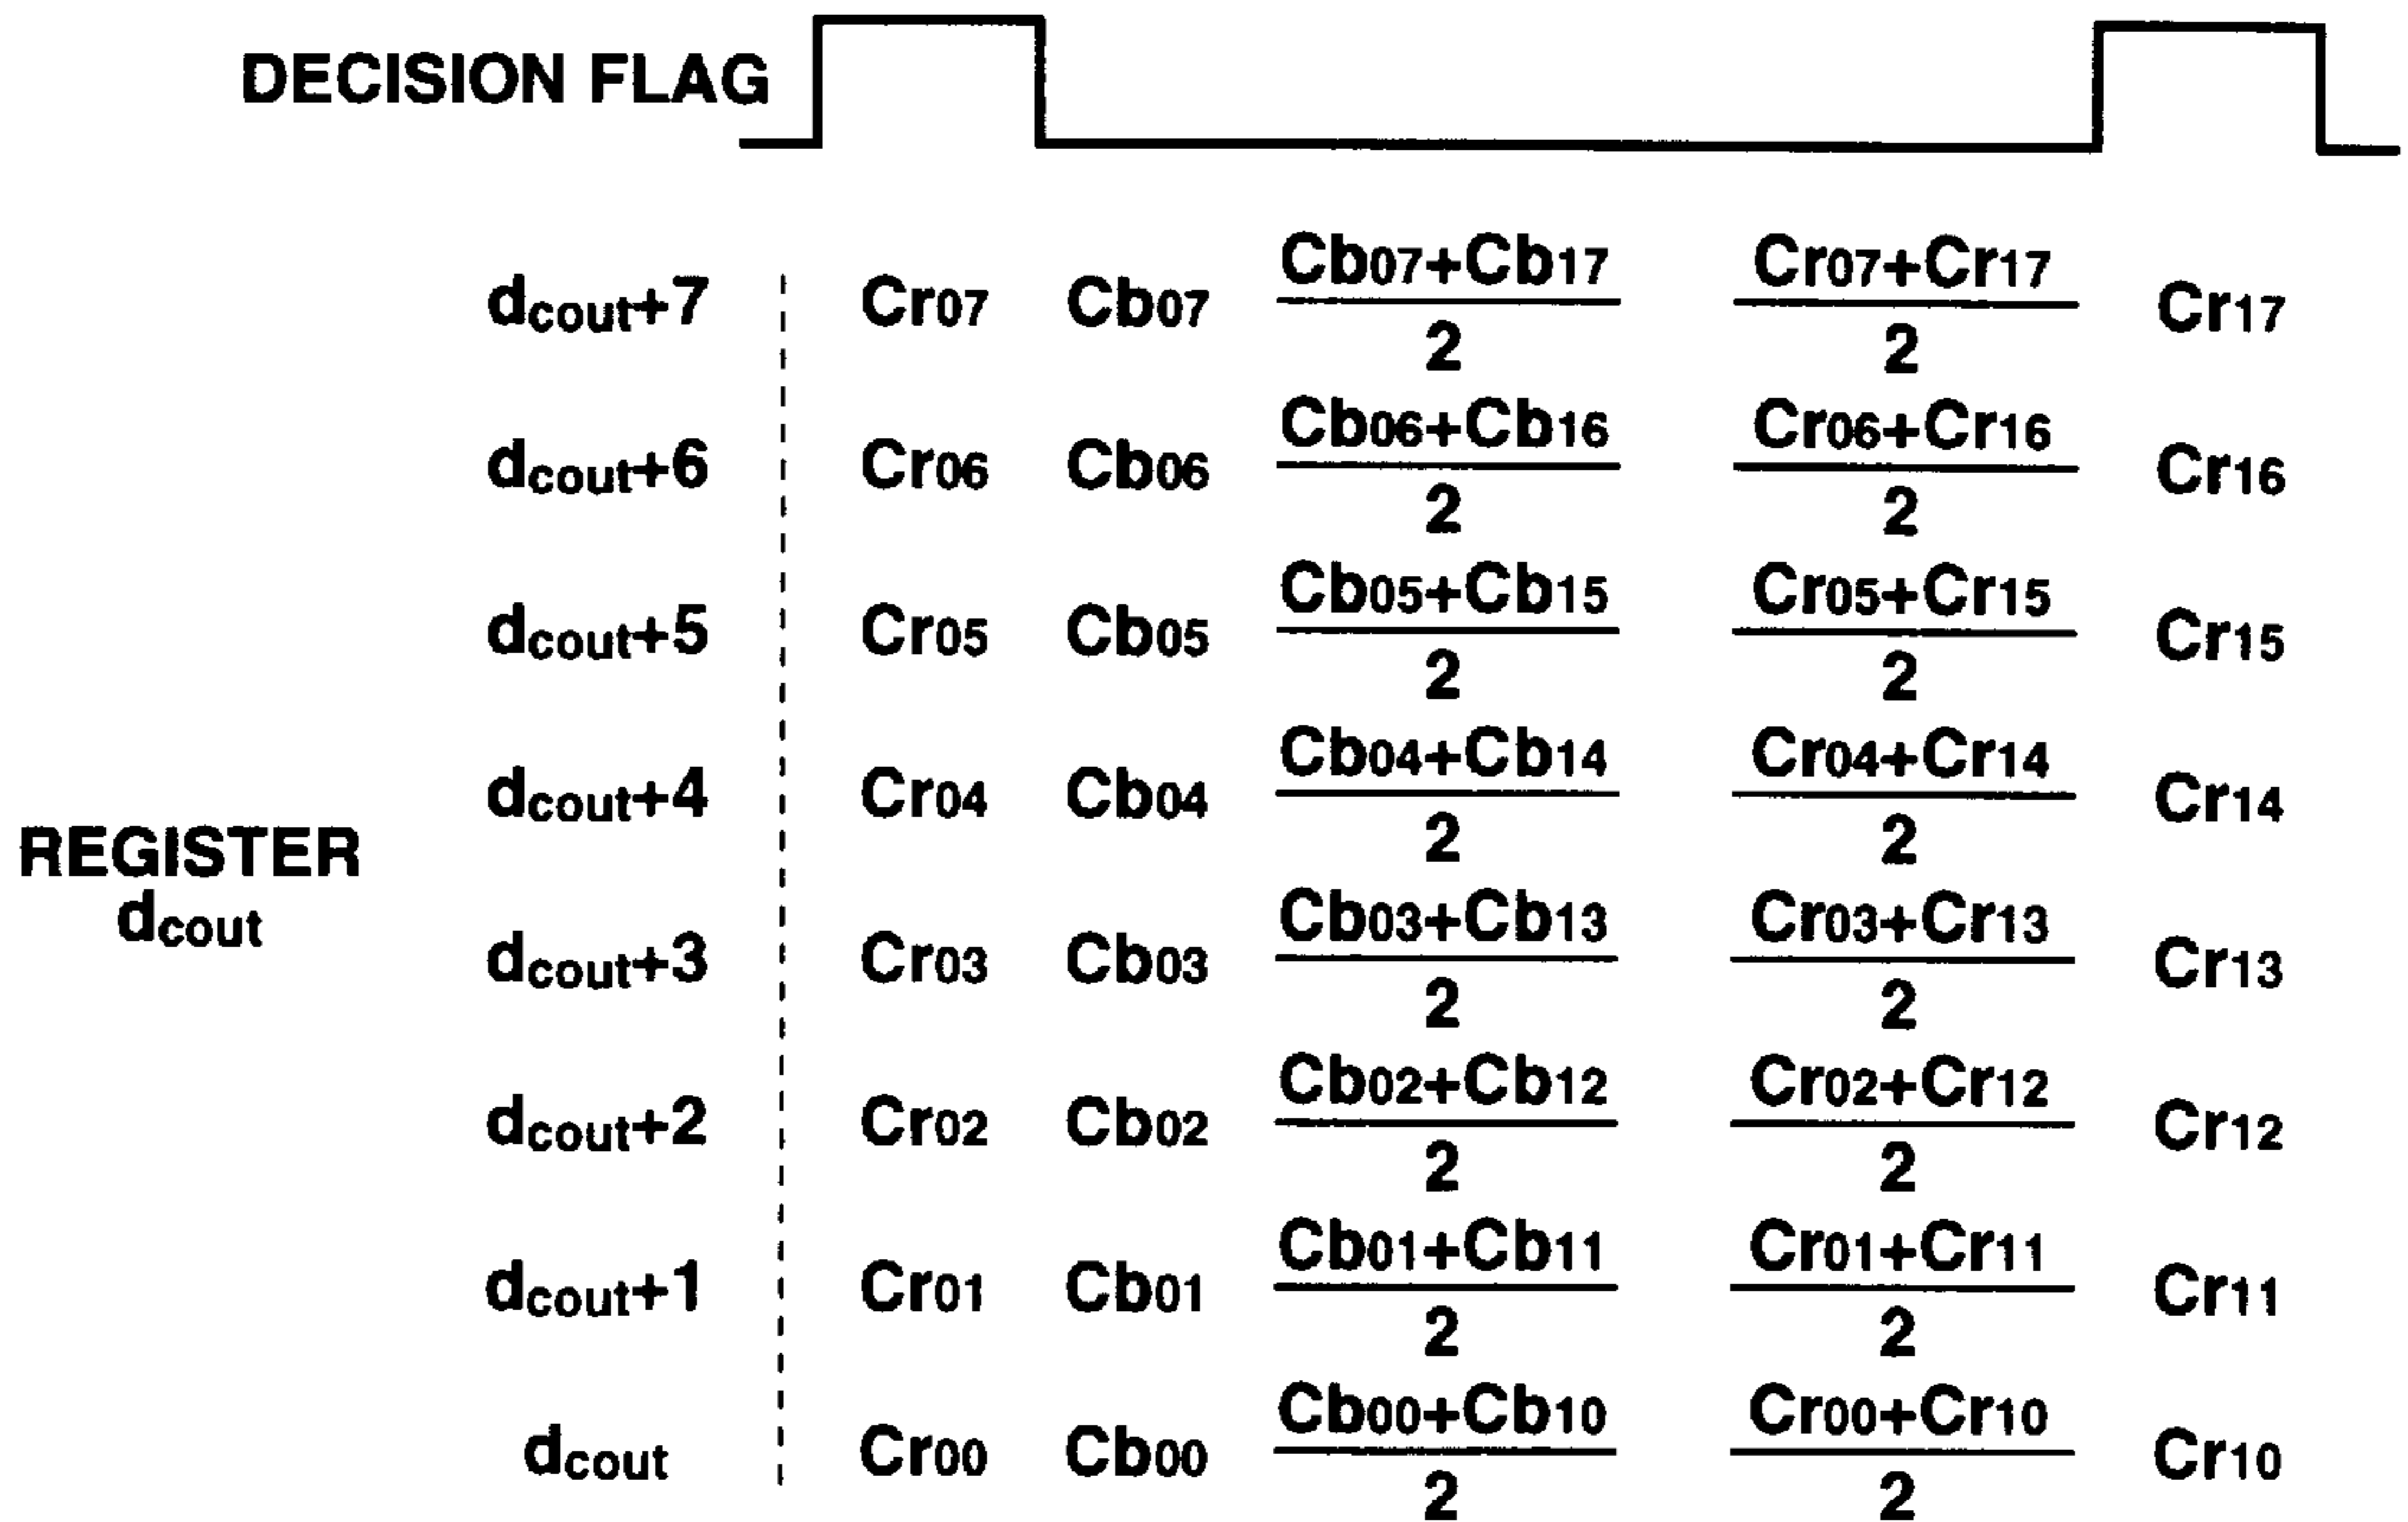 DECISION FLAG
dcout+7 Cr07 Cb07 Cb07+Cb17 / 2 Cr07+Cr17 / 2 Cr17
dcout+6 Cr06 Cb06 Cb06+Cb16 / 2 Cr06+Cr16 / 2 Cr16
dcout+5 Cr05 Cb05 Cb05+Cb15 / 2 Cr05+Cr15 / 2 Cr15
dcout+4 Cr04 Cb04 Cb04+Cb14 / 2 Cr04+Cr14 / 2 Cr14
REGISTER
dcout
dcout+3 Cr03 Cb03 Cb03+Cb13 / 2 Cr03+Cr13 / 2 Cr13
dcout+2 Cr02 Cb02 Cb02+Cb12 / 2 Cr02+Cr12 / 2 Cr12
dcout+1 Cr01 Cb01 Cb01+Cb11 / 2 Cr01+Cr11 / 2 Cr11
dcout Cr00 Cb00 Cb00+Cb10 / 2 Cr00+Cr10 / 2 Cr10